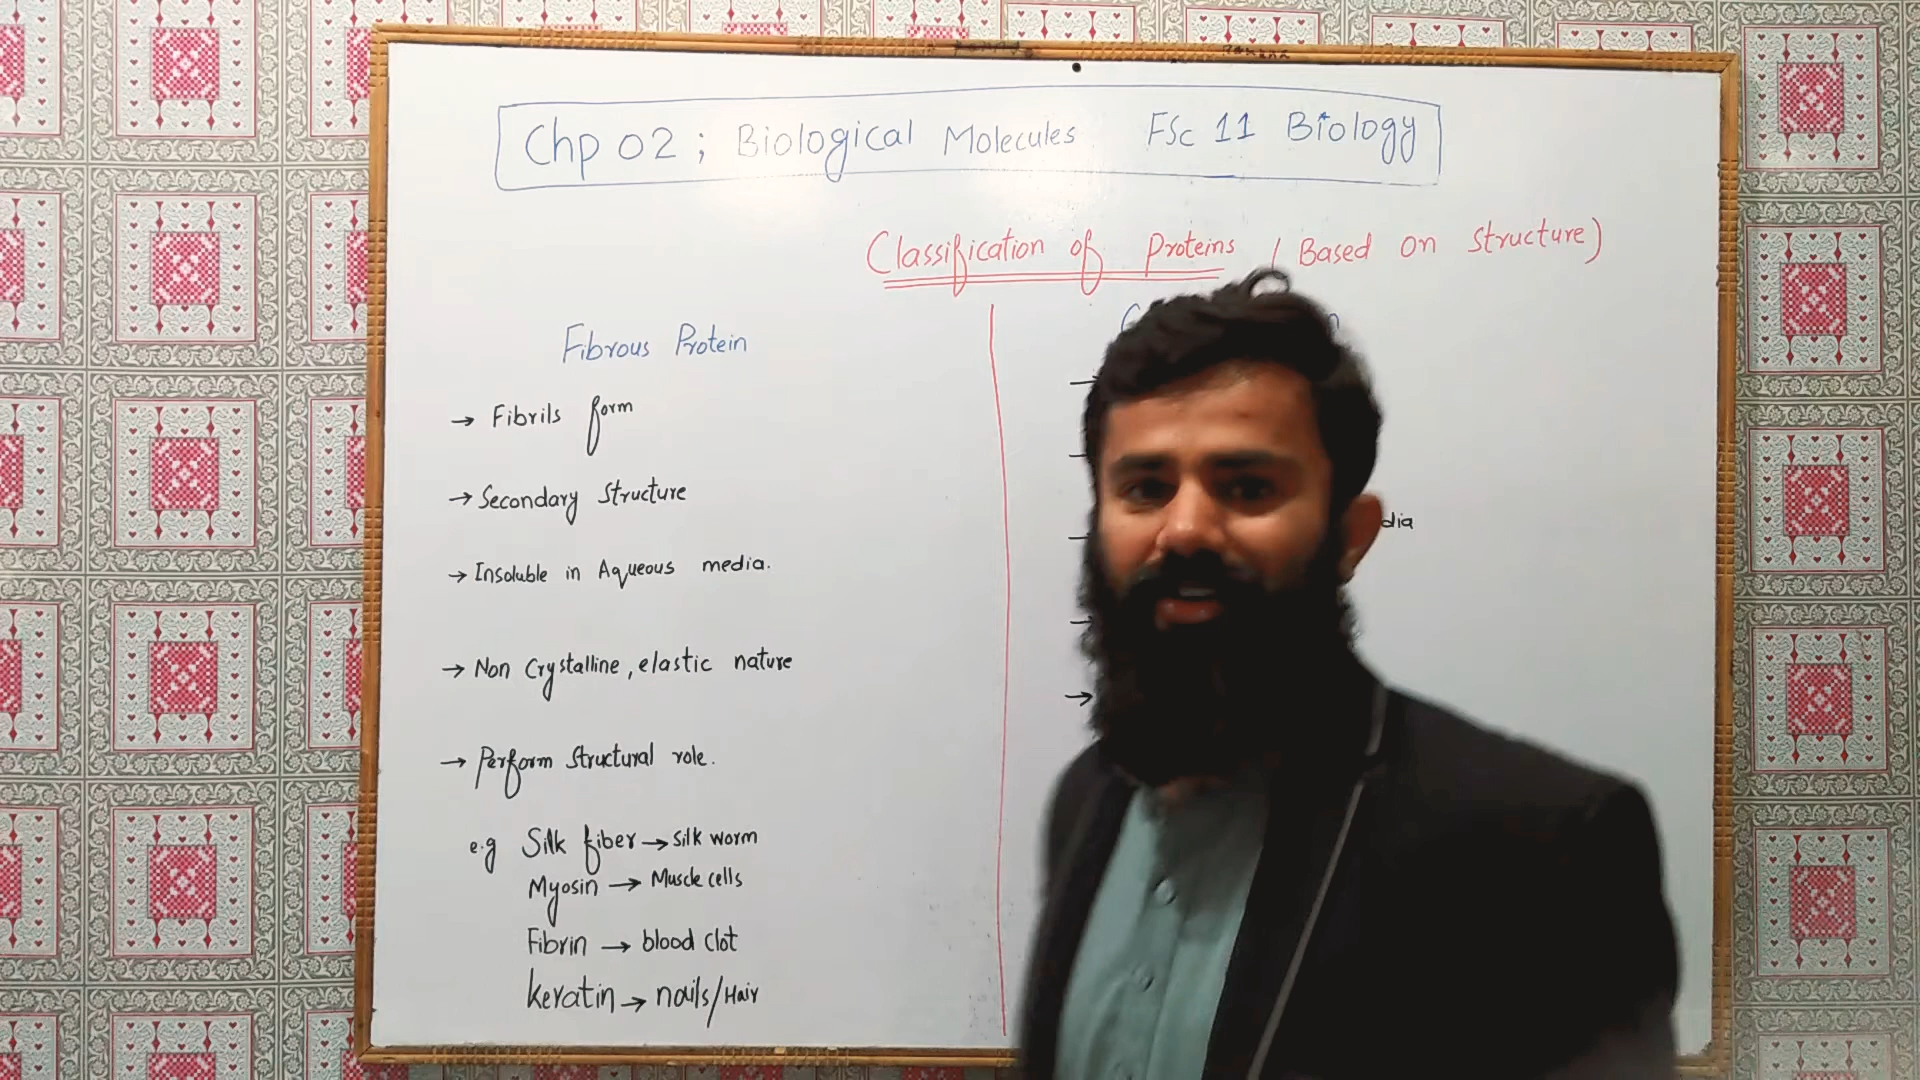 Chp 02 ; Biological Molecules FSc 11 Biology
Classification of Proteins ( Based on Structure)
Fibrous Protein
→ Fibrils form
→ Secondary Structure
→ Insoluble in Aqueous media.
→ Non Crystalline, elastic nature
→ Perform Structural role.
e.g Silk fiber → Silk worm
Myosin → Muscle cells
Fibrin → blood clot
keratin → nails/Hair
dia